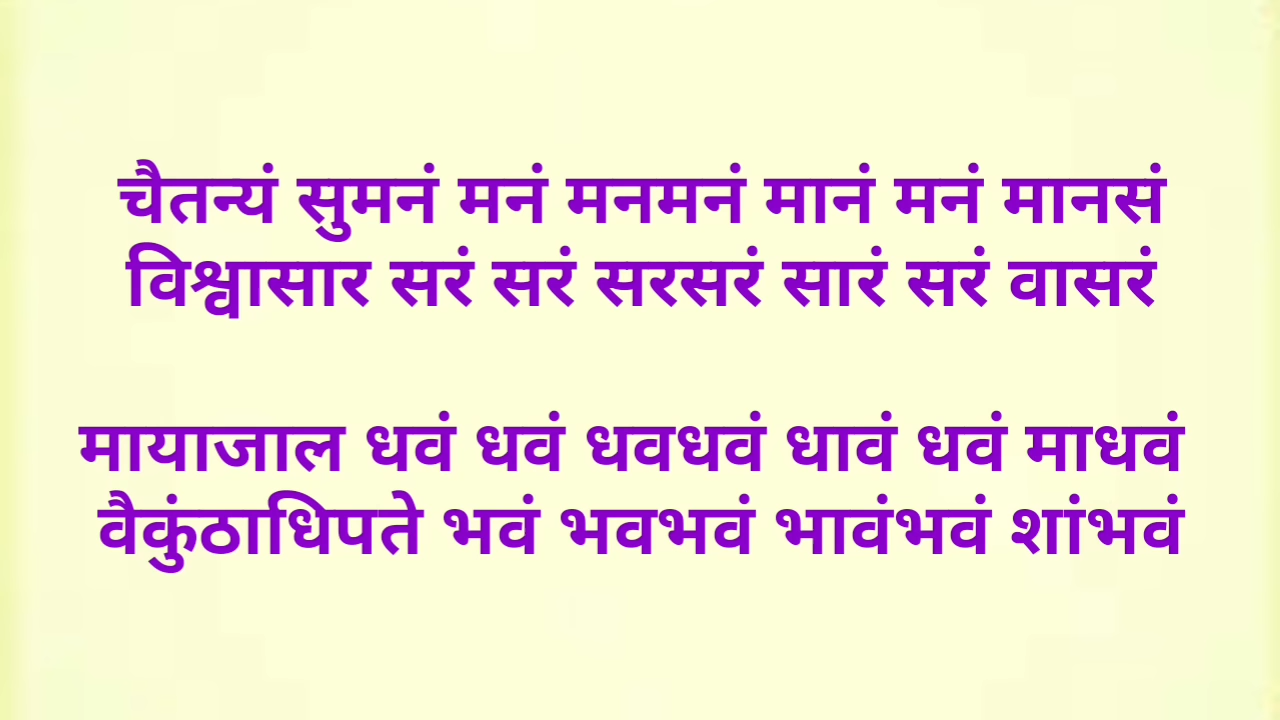 चैतन्यं सुमनं मनं मनमनं मानं मनं मानसं
विश्वासार सरं सरं सरसरं सारं सरं वासरं
मायाजाल धवं धवं धवधवं धावं धवं माधवं
वैकुंठाधिपते भवं भवभवं भावंभवं शांभवं